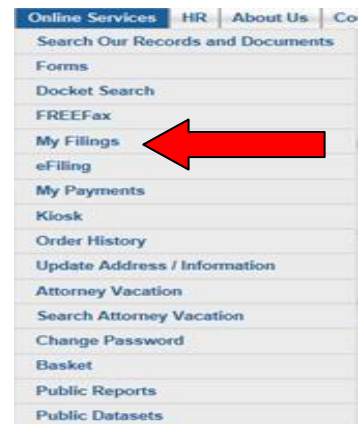 Online Services HR About Us Co
Search Our Records and Documents
Forms
Docket Search
FREEFax
My Filings
eFiling
My Payments
Kiosk
Order History
Update Address / Information
Attorney Vacation
Search Attorney Vacation
Change Password
Basket
Public Reports
Public Datasets